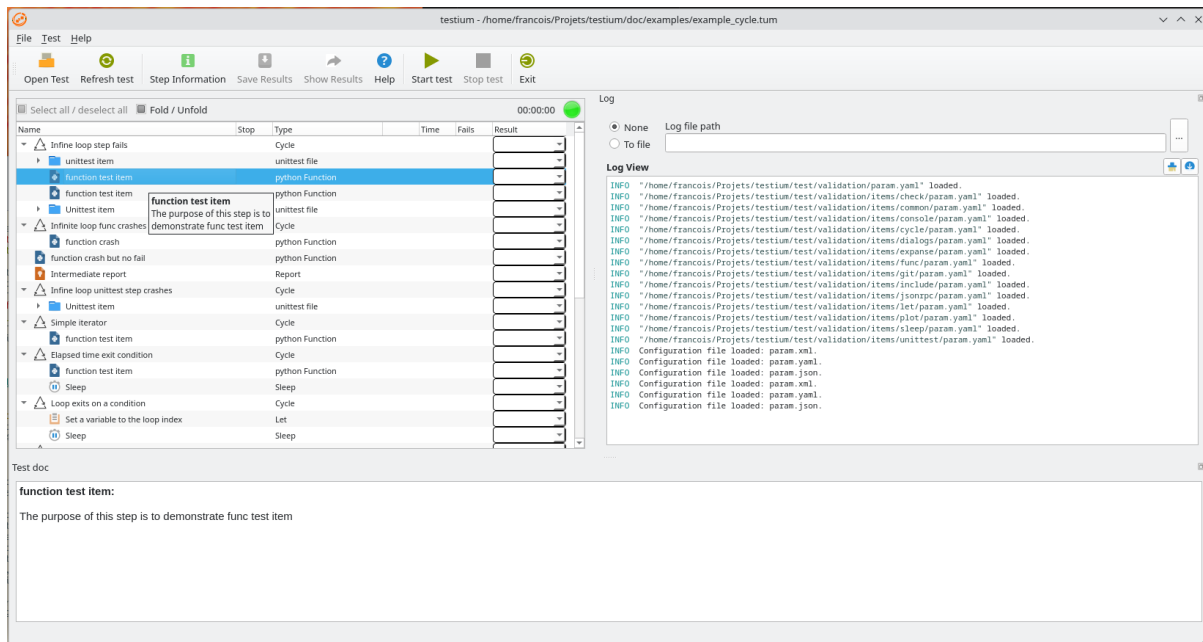 testium - /home/francois/Projets/testium/doc/examples/example_cycle.tum
File Test Help
Open Test Refresh test Step Information Save Results Show Results Help Start test Stop test Exit
Select all / deselect all Fold / Unfold 00:00:00
Name Stop Type Time Fails Result
Infine loop step fails Cycle
unittest item unittest file
function test item python Function
function test item python Function
Unittest item unittest file
function test item
The purpose of this step is to
demonstrate func test item
Infinite loop func crashes Cycle
function crash python Function
function crash but no fail python Function
Intermediate report Report
Infine loop unittest step crashes Cycle
Unittest item unittest file
Simple iterator Cycle
function test item python Function
Elapsed time exit condition Cycle
function test item python Function
Sleep Sleep
Loop exits on a condition Cycle
Set a variable to the loop index Let
Sleep Sleep
Log
None Log file path
To file ...
Log View
INFO "/home/francois/Projets/testium/test/validation/param.yaml" loaded.
INFO "/home/francois/Projets/testium/test/validation/items/check/param.yaml" loaded.
INFO "/home/francois/Projets/testium/test/validation/items/common/param.yaml" loaded.
INFO "/home/francois/Projets/testium/test/validation/items/console/param.yaml" loaded.
INFO "/home/francois/Projets/testium/test/validation/items/cycle/param.yaml" loaded.
INFO "/home/francois/Projets/testium/test/validation/items/dialogs/param.yaml" loaded.
INFO "/home/francois/Projets/testium/test/validation/items/expanse/param.yaml" loaded.
INFO "/home/francois/Projets/testium/test/validation/items/func/param.yaml" loaded.
INFO "/home/francois/Projets/testium/test/validation/items/git/param.yaml" loaded.
INFO "/home/francois/Projets/testium/test/validation/items/include/param.yaml" loaded.
INFO "/home/francois/Projets/testium/test/validation/items/jsonrpc/param.yaml" loaded.
INFO "/home/francois/Projets/testium/test/validation/items/let/param.yaml" loaded.
INFO "/home/francois/Projets/testium/test/validation/items/plot/param.yaml" loaded.
INFO "/home/francois/Projets/testium/test/validation/items/sleep/param.yaml" loaded.
INFO "/home/francois/Projets/testium/test/validation/items/unittest/param.yaml" loaded.
INFO Configuration file loaded: param.xml.
INFO Configuration file loaded: param.yaml.
INFO Configuration file loaded: param.json.
INFO Configuration file loaded: param.xml.
INFO Configuration file loaded: param.yaml.
INFO Configuration file loaded: param.json.
Test doc
function test item:
The purpose of this step is to demonstrate func test item